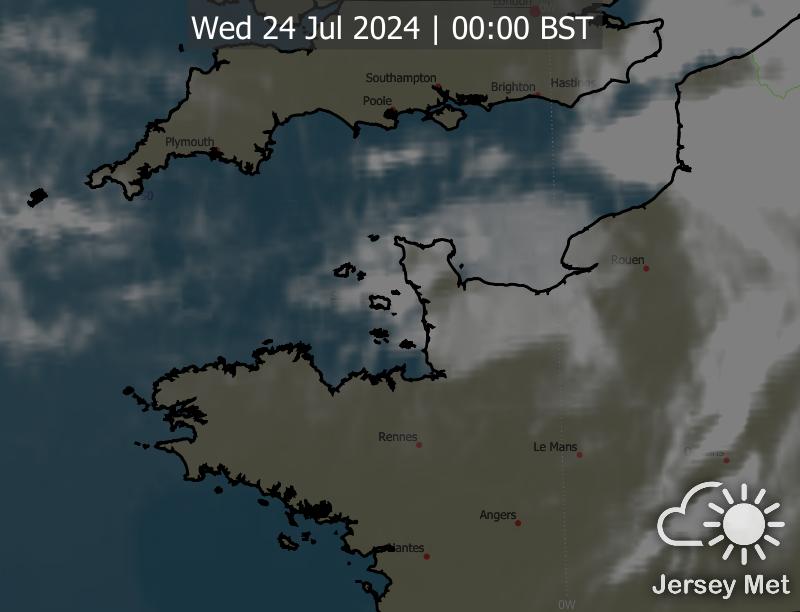 London
Wed 24 Jul 2024 | 00:00 BST
Southampton
Brighton
Hastings
Poole
Plymouth
50
Rouen
Rennes
Le Mans
Angers
Nantes
Jersey Met
0W